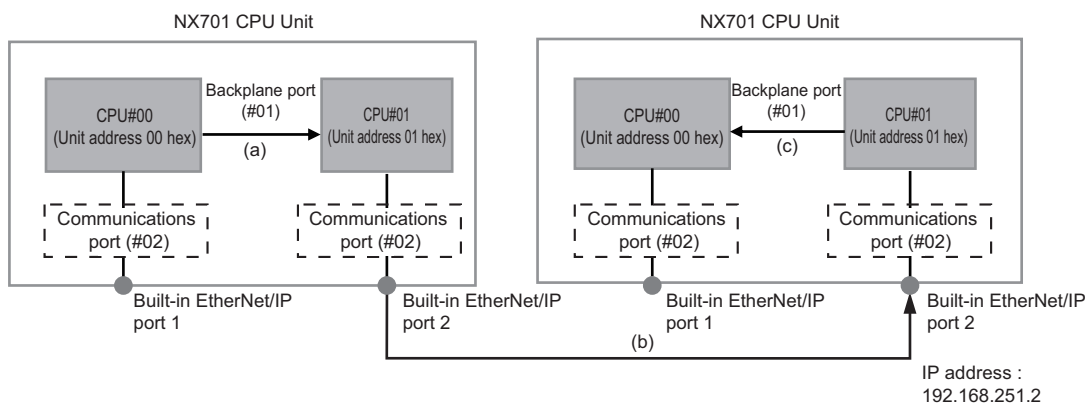 NX701 CPU Unit
NX701 CPU Unit
CPU#00
(Unit address 00 hex)
Backplane port
(#01)
(a)
CPU#01
(Unit address 01 hex)
CPU#00
(Unit address 00 hex)
Backplane port
(#01)
(c)
CPU#01
(Unit address 01 hex)
Communications
port (#02)
Communications
port (#02)
Communications
port (#02)
Communications
port (#02)
Built-in EtherNet/IP
port 1
Built-in EtherNet/IP
port 2
Built-in EtherNet/IP
port 1
Built-in EtherNet/IP
port 2
(b)
IP address :
192.168.251.2